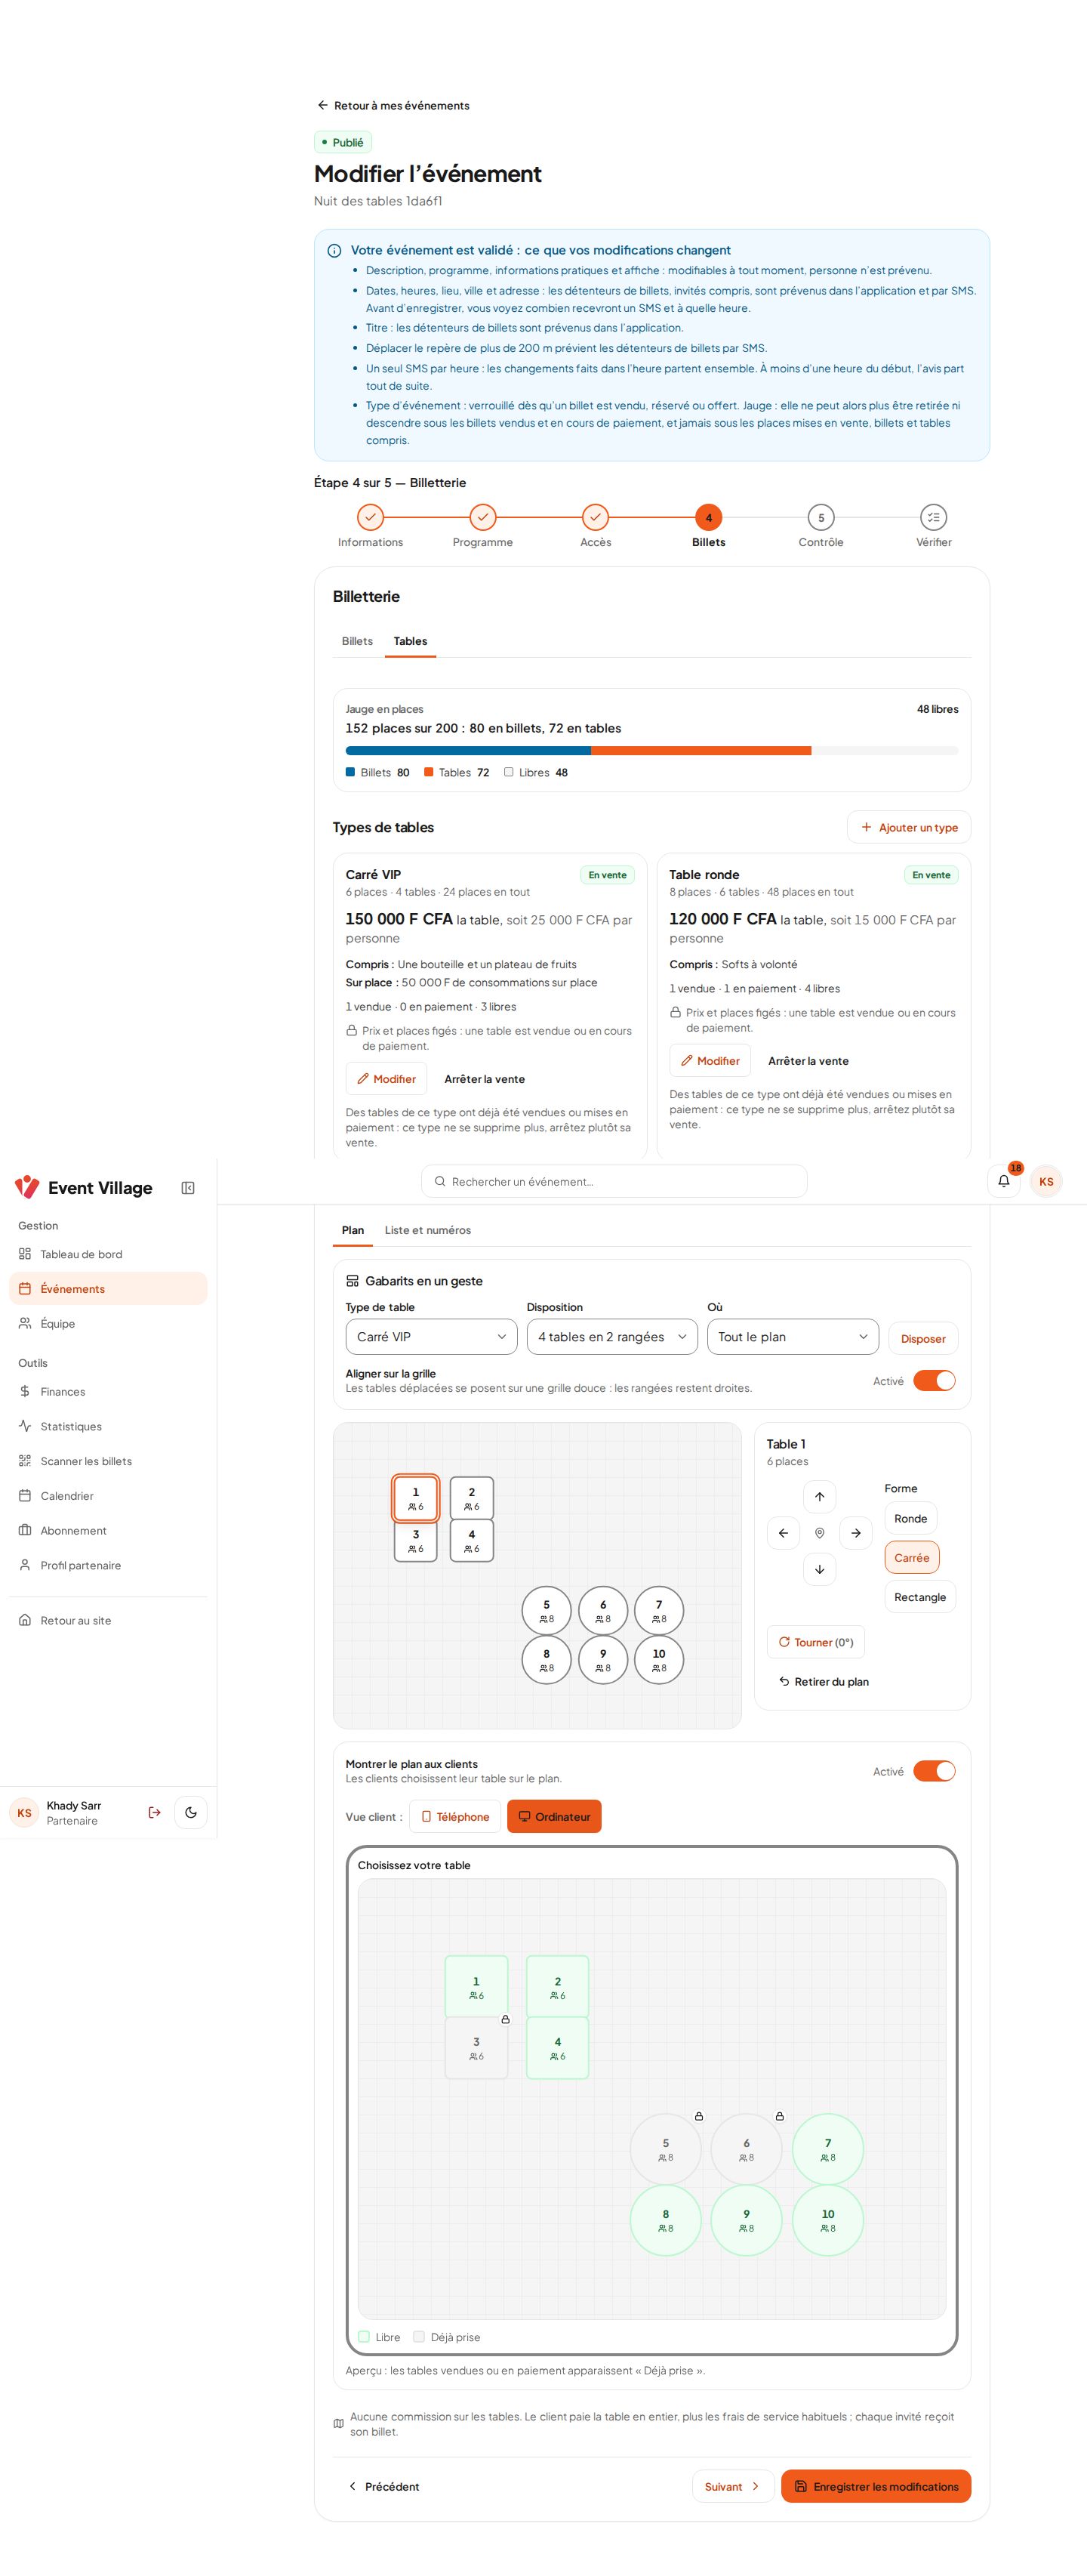 Retour à mes événements
Publié
Modifier l’événement
Nuit des tables 1da6f1
Votre événement est validé : ce que vos modifications changent
Description, programme, informations pratiques et affiche : modifiables à tout moment, personne n’est prévenu.
Dates, heures, lieu, ville et adresse : les détenteurs de billets, invités compris, sont prévenus dans l’application et par SMS.
Avant d’enregistrer, vous voyez combien recevront un SMS et à quelle heure.
Titre : les détenteurs de billets sont prévenus dans l’application.
Déplacer le repère de plus de 200 m prévient les détenteurs de billets par SMS.
Un seul SMS par heure : les changements faits dans l’heure partent ensemble. À moins d’une heure du début, l’avis part
tout de suite.
Type d’événement : verrouillé dès qu’un billet est vendu, réservé ou offert. Jauge : elle ne peut alors plus être retirée ni
descendre sous les billets vendus et en cours de paiement, et jamais sous les places mises en vente, billets et tables
compris.
Étape 4 sur 5 — Billetterie
4
5
Informations
Programme
Accès
Billets
Contrôle
Vérifier
Billetterie
Billets
Tables
Jauge en places
48 libres
152 places sur 200 : 80 en billets, 72 en tables
Billets 80
Tables 72
Libres 48
Types de tables
Ajouter un type
Carré VIP
En vente
6 places · 4 tables · 24 places en tout
150 000 F CFA la table, soit 25 000 F CFA par
personne
Compris : Une bouteille et un plateau de fruits
Sur place : 50 000 F de consommations sur place
1 vendue · 0 en paiement · 3 libres
Prix et places figés : une table est vendue ou en cours
de paiement.
Modifier
Arrêter la vente
Des tables de ce type ont déjà été vendues ou mises en
paiement : ce type ne se supprime plus, arrêtez plutôt sa
vente.
Table ronde
En vente
8 places · 6 tables · 48 places en tout
120 000 F CFA la table, soit 15 000 F CFA par
personne
Compris : Softs à volonté
1 vendue · 1 en paiement · 4 libres
Prix et places figés : une table est vendue ou en cours
de paiement.
Modifier
Arrêter la vente
Des tables de ce type ont déjà été vendues ou mises en
paiement : ce type ne se supprime plus, arrêtez plutôt sa
vente.
Event Village
Rechercher un événement…
18
KS
Gestion
Tableau de bord
Événements
Équipe
Outils
Finances
Statistiques
Scanner les billets
Calendrier
Abonnement
Profil partenaire
Retour au site
KS
Khady Sarr
Partenaire
Plan
Liste et numéros
Gabarits en un geste
Type de table
Disposition
Où
Carré VIP
4 tables en 2 rangées
Tout le plan
Disposer
Aligner sur la grille
Les tables déplacées se posent sur une grille douce : les rangées restent droites.
Activé
1
6
2
6
3
6
4
6
5
8
6
8
7
8
8
8
9
8
10
8
Table 1
6 places
Forme
Ronde
Carrée
Rectangle
Tourner (0°)
Retirer du plan
Montrer le plan aux clients
Les clients choisissent leur table sur le plan.
Activé
Vue client :
Téléphone
Ordinateur
Choisissez votre table
1
6
2
6
3
6
4
6
5
8
6
8
7
8
8
8
9
8
10
8
Libre
Déjà prise
Aperçu : les tables vendues ou en paiement apparaissent « Déjà prise ».
Aucune commission sur les tables. Le client paie la table en entier, plus les frais de service habituels ; chaque invité reçoit
son billet.
Précédent
Suivant
Enregistrer les modifications